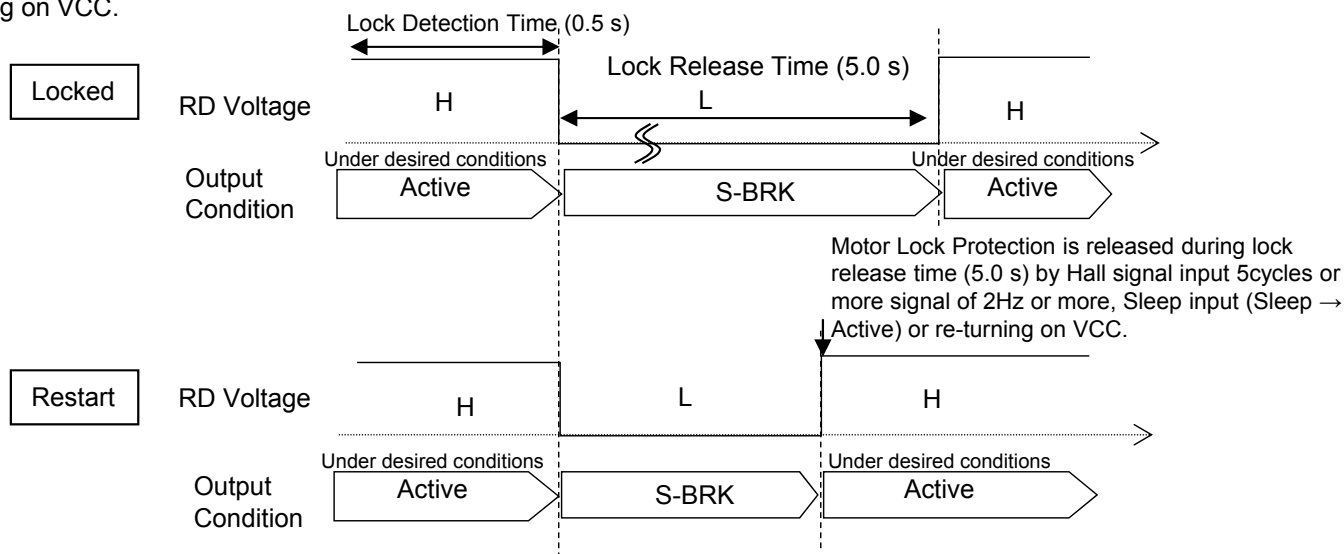 g on VCC.
Lock Detection Time (0.5 s)
Locked
RD Voltage
H
Lock Release Time (5.0 s)
L
H
Output
Condition
Under desired conditions
Active
S-BRK
Under desired conditions
Active
Motor Lock Protection is released during lock
release time (5.0 s) by Hall signal input 5cycles or
more signal of 2Hz or more, Sleep input (Sleep →
Active) or re-turning on VCC.
Restart
RD Voltage
H
L
H
Output
Condition
Under desired conditions
Active
S-BRK
Under desired conditions
Active